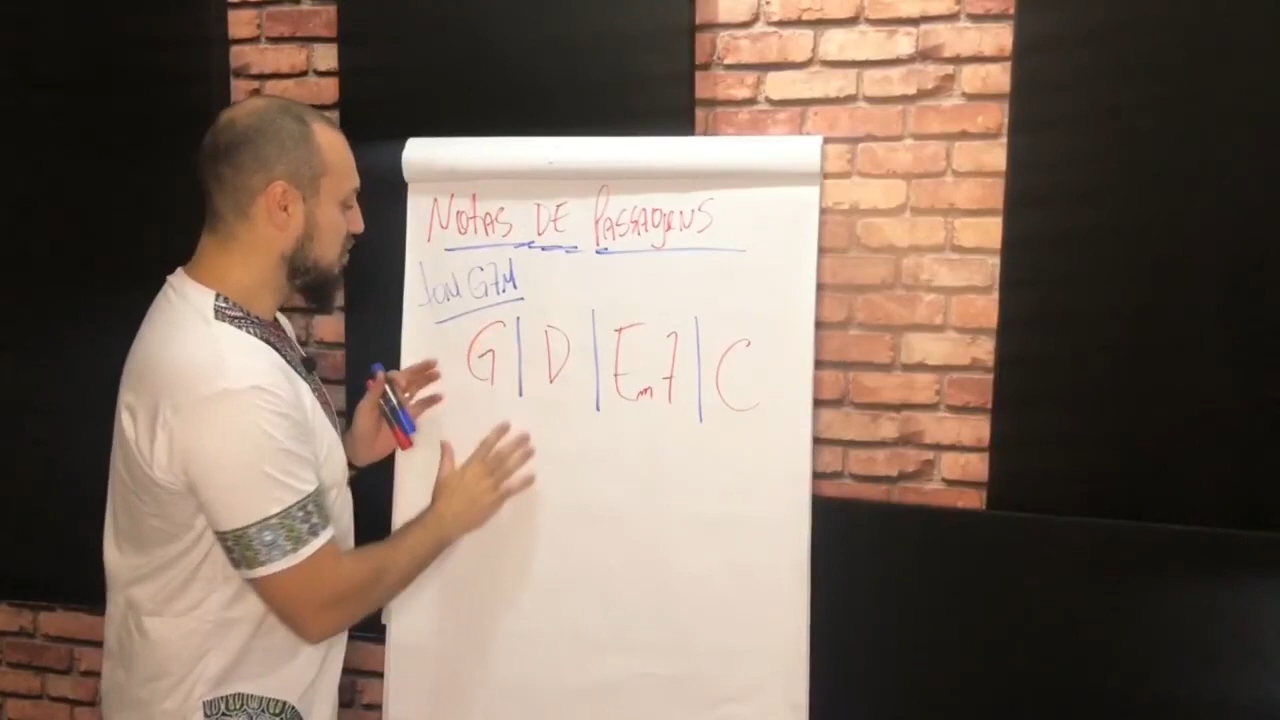 NOTAS DE PASSAGENS
TOM G7M
G | D | Em7 | C